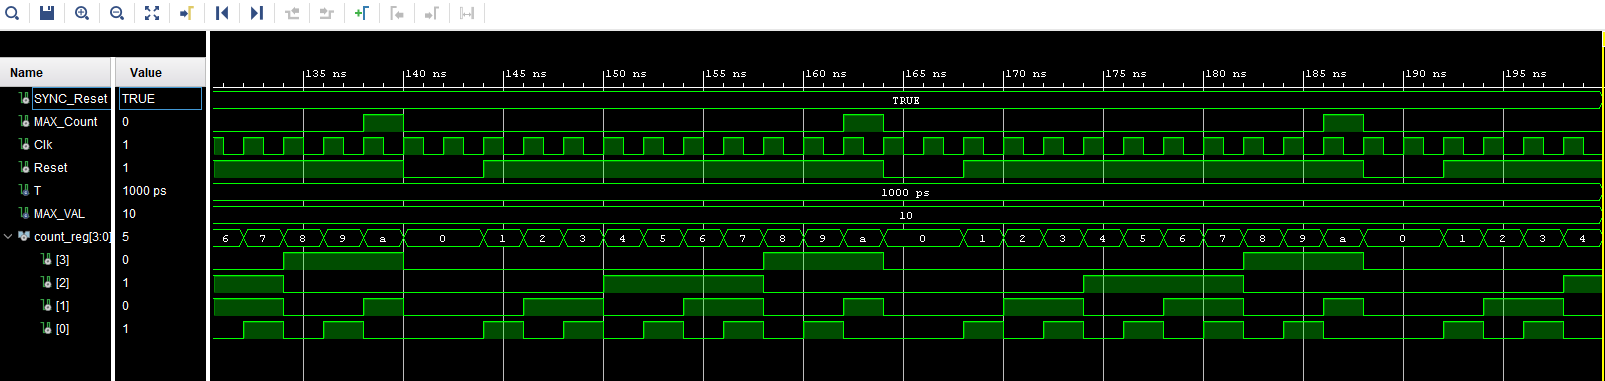 135 ns 140 ns 145 ns 150 ns 155 ns 160 ns 165 ns 170 ns 175 ns 180 ns 185 ns 190 ns 195 ns
Name Value
SYNC_Reset TRUE TRUE
MAX_Count 0
Clk 1
Reset 1
T 1000 ps 1000 ps
MAX_VAL 10 10
count_reg[3:0] 5 6 7 8 9 a 0 1 2 3 4 5 6 7 8 9 a 0 1 2 3 4 5 6 7 8 9 a 0 1 2 3 4
[3] 0
[2] 1
[1] 0
[0] 1